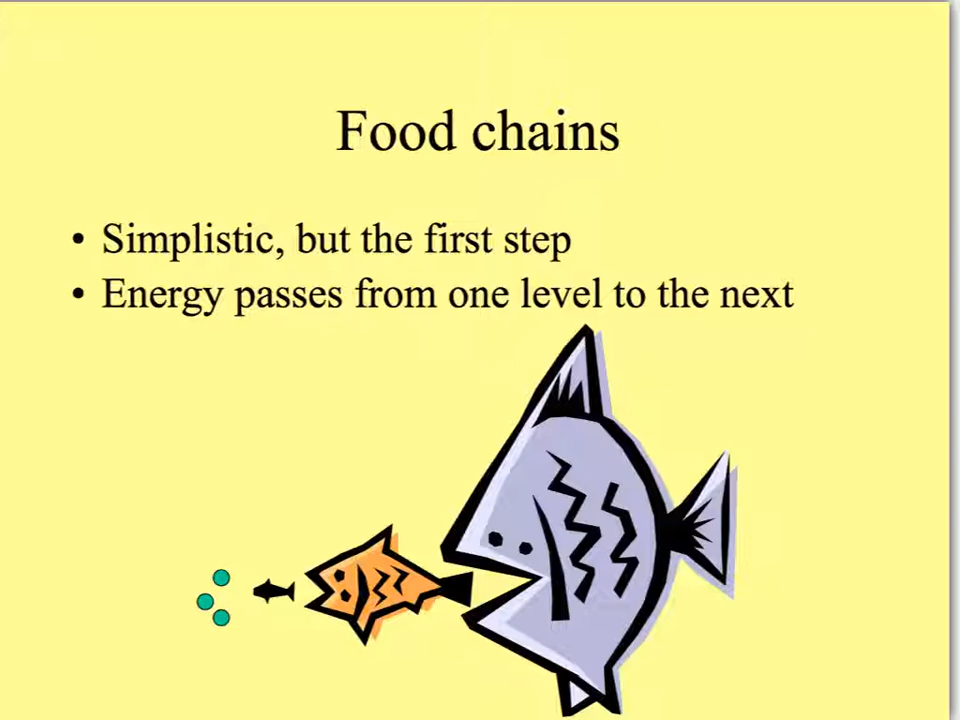 Food chains
• Simplistic, but the first step
• Energy passes from one level to the next